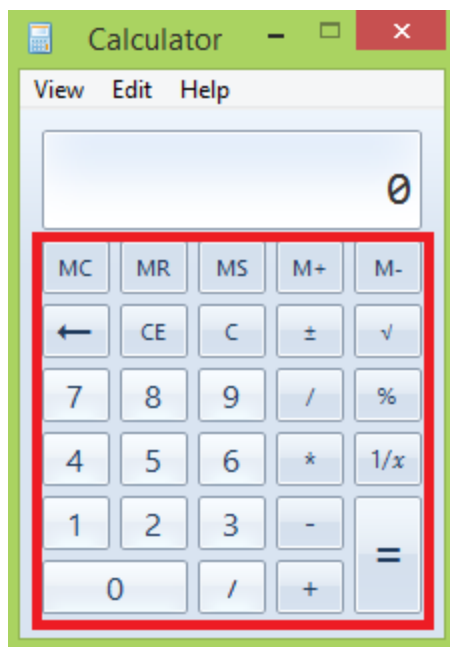 Calculator
View Edit Help
0
MC MR MS M+ M-
← CE C ± √
7 8 9 / %
4 5 6 * 1/x
1 2 3 - =
0 / +